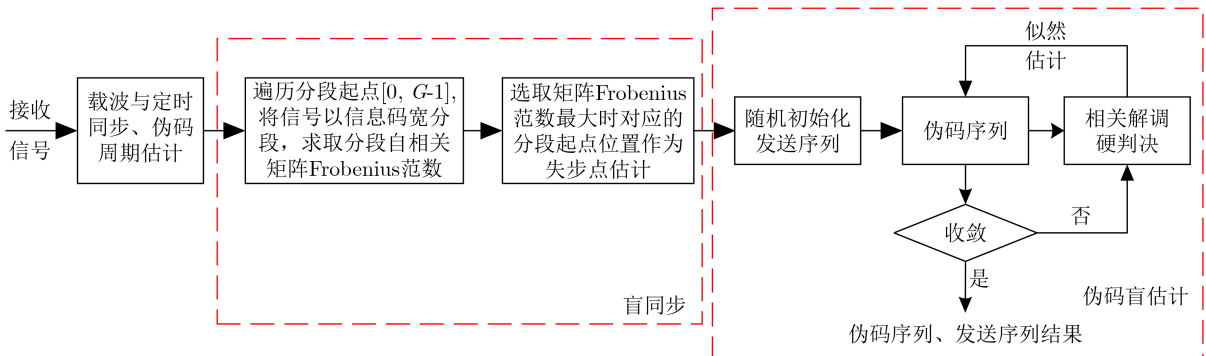 接收
信号
载波与定时
同步、伪码
周期估计
遍历分段起点[0, G-1],
将信号以信息码宽分
段，求取分段自相关
矩阵Frobenius范数
选取矩阵Frobenius
范数最大时对应的
分段起点位置作为
失步点估计
盲同步
随机初始化
发送序列
伪码序列
似然
估计
相关解调
硬判决
收敛
否
是
伪码序列、发送序列结果
伪码盲估计